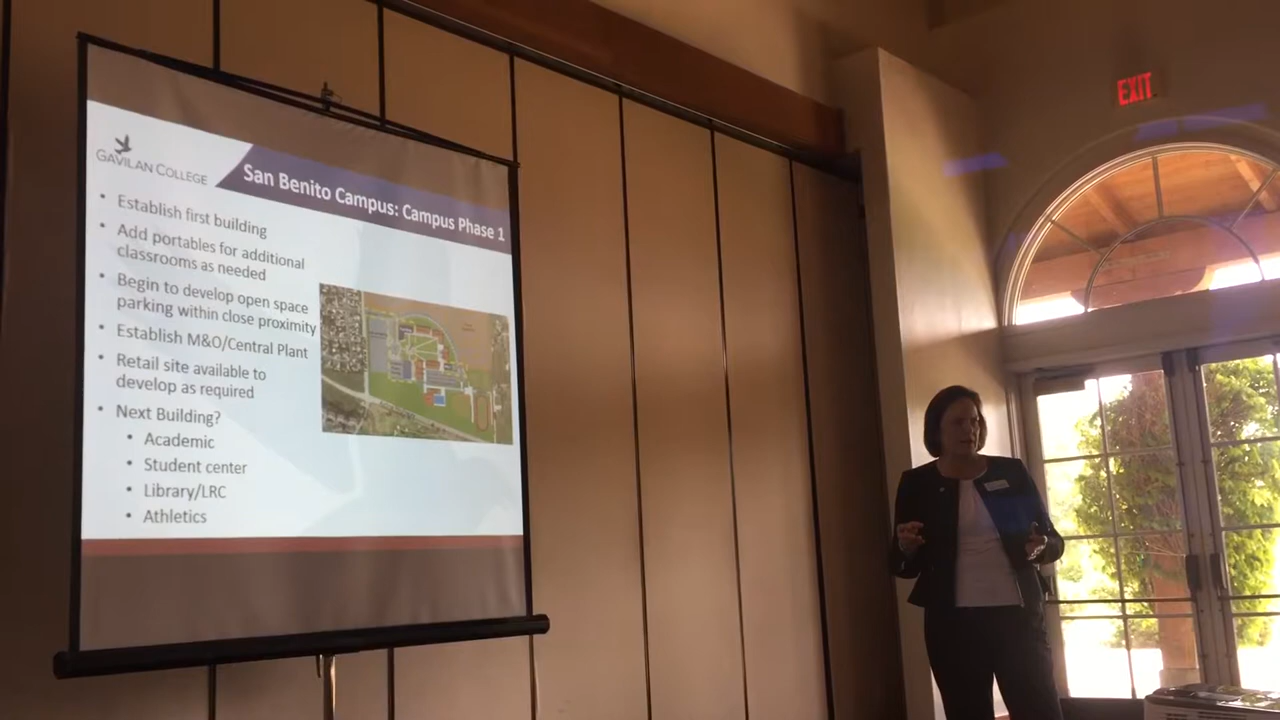 EXIT
GAVILAN COLLEGE
San Benito Campus: Campus Phase 1
• Establish first building
• Add portables for additional
classrooms as needed
• Begin to develop open space
parking within close proximity
• Establish M&O/Central Plant
• Retail site available to
develop as required
• Next Building?
• Academic
• Student center
• Library/LRC
• Athletics